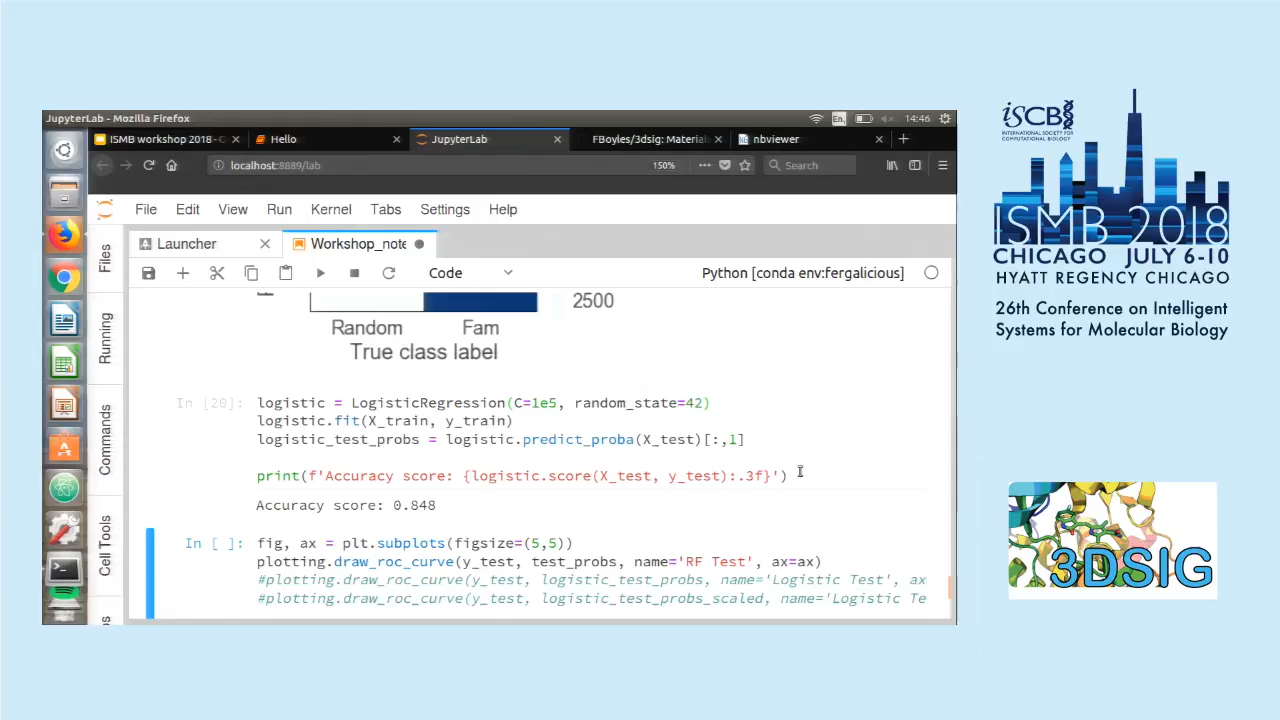 JupyterLab - Mozilla Firefox
En
14:46
ISMB workshop 2018 - G
Hello
JupyterLab
FBoyles/3dsig: Material
nbviewer
localhost:8889/lab
150%
Search
File Edit View Run Kernel Tabs Settings Help
Files
Running
Commands
Cell Tools
Launcher
Workshop_note
Code
Python [conda env:fergalicious]
2500
Random Fam
True class label
In [20]:
logistic = LogisticRegression(C=1e5, random_state=42)
logistic.fit(X_train, y_train)
logistic_test_probs = logistic.predict_proba(X_test)[:,1]
print(f'Accuracy score: {logistic.score(X_test, y_test):.3f}')
Accuracy score: 0.848
In [ ]:
fig, ax = plt.subplots(figsize=(5,5))
plotting.draw_roc_curve(y_test, test_probs, name='RF Test', ax=ax)
#plotting.draw_roc_curve(y_test, logistic_test_probs, name='Logistic Test', ax
#plotting.draw_roc_curve(y_test, logistic_test_probs_scaled, name='Logistic Te
iSCB
INTERNATIONAL SOCIETY FOR
COMPUTATIONAL BIOLOGY
ISMB 2018
CHICAGO JULY 6-10
HYATT REGENCY CHICAGO
26th Conference on Intelligent
Systems for Molecular Biology
3DSIG